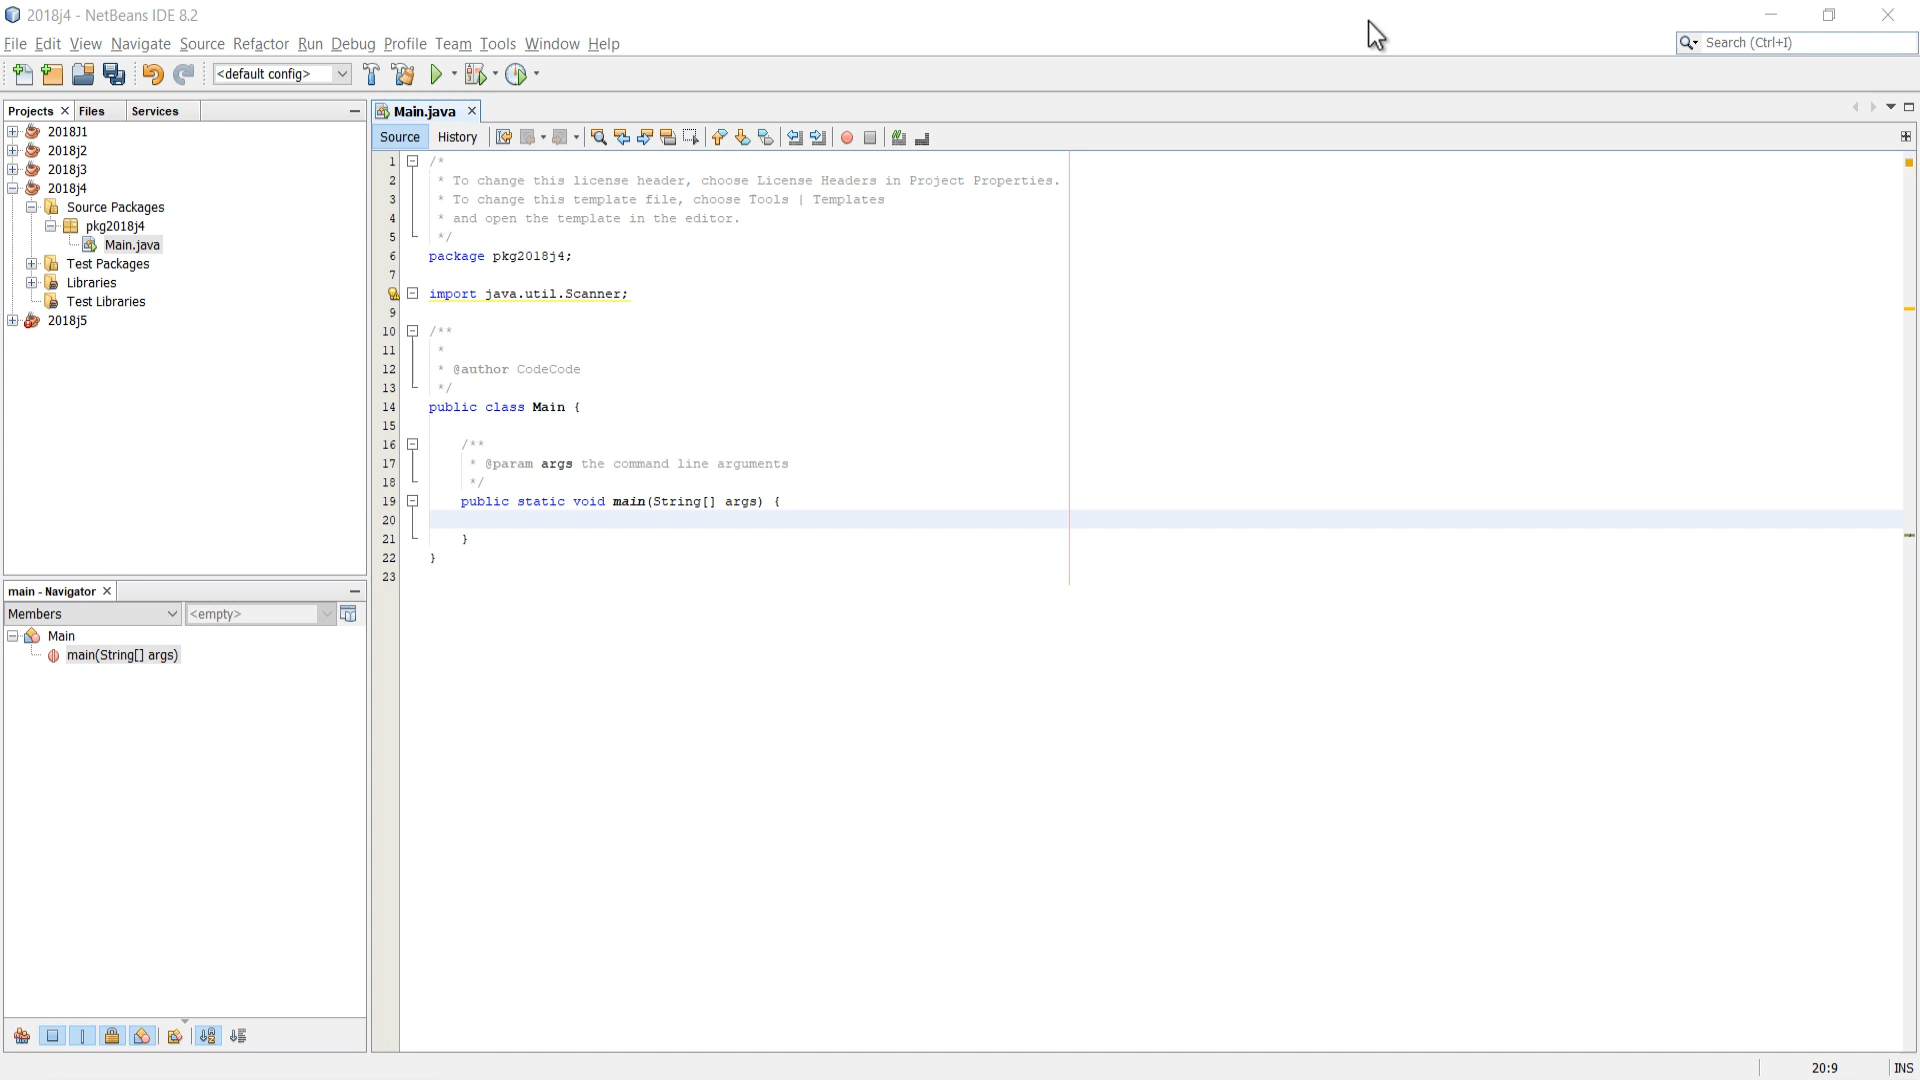 2018j4 - NetBeans IDE 8.2
File Edit View Navigate Source Refactor Run Debug Profile Team Tools Window Help
Search (Ctrl+I)
<default config>
Projects Files Services
2018J1
2018j2
2018j3
2018j4
Source Packages
pkg2018j4
Main.java
Test Packages
Libraries
Test Libraries
2018j5
main - Navigator
Members <empty>
Main
main(String[] args)
Main.java
Source History
1 /*
2 * To change this license header, choose License Headers in Project Properties.
3 * To change this template file, choose Tools | Templates
4 * and open the template in the editor.
5 */
6 package pkg2018j4;
7
import java.util.Scanner;
9
10 /**
11 *
12 * @author CodeCode
13 */
14 public class Main {
15
16 /**
17 * @param args the command line arguments
18 */
19 public static void main(String[] args) {
20
21 }
22 }
23
20:9 INS